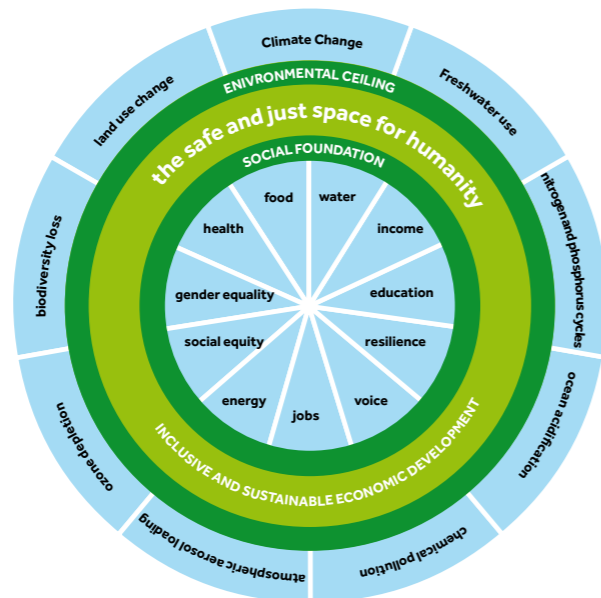 Climate Change
Freshwater use
nitrogen and phosphorus cycles
ocean acidification
chemical pollution
atmospheric aerosol loading
ozone depletion
biodiversity loss
land use change
ENIVRONMENTAL CEILING
the safe and just space for humanity
SOCIAL FOUNDATION
food
water
health
income
gender equality
education
social equity
resilience
energy
jobs
voice
INCLUSIVE AND SUSTAINABLE ECONOMIC DEVELOPMENT